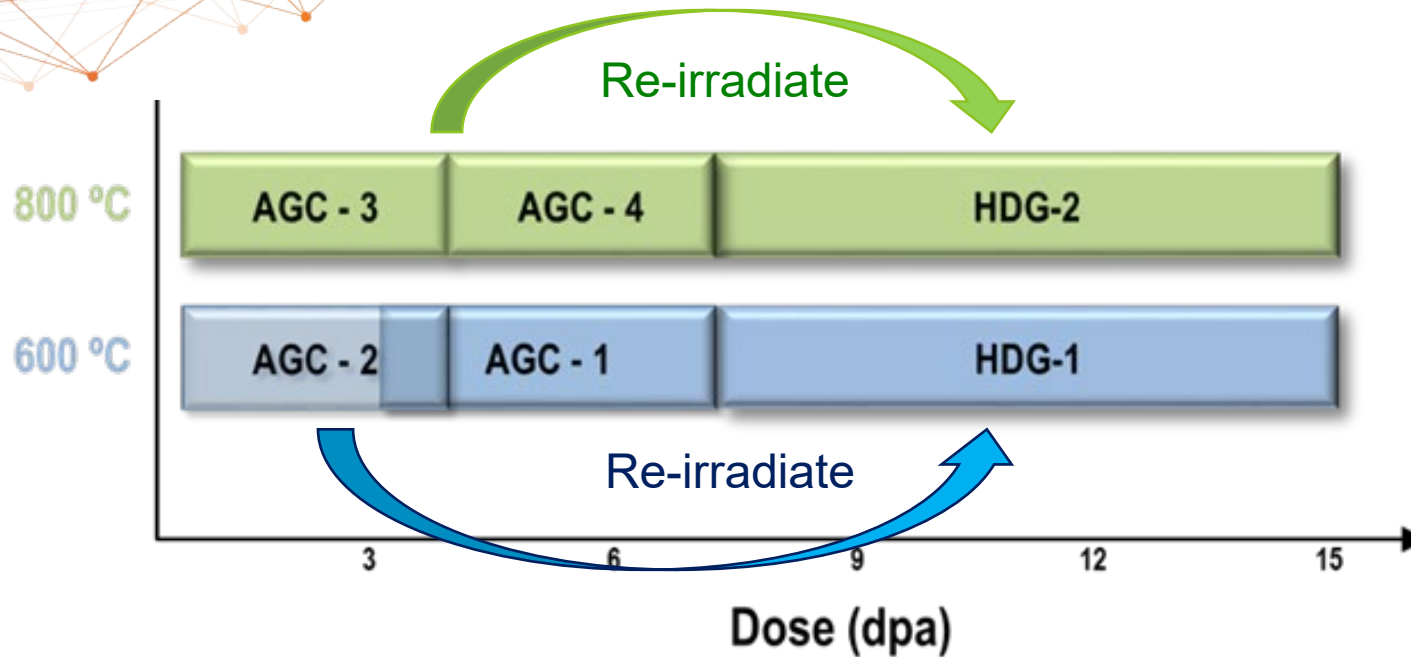 Re-irradiate
800 ºC
AGC - 3
AGC - 4
HDG-2
600 ºC
AGC - 2
AGC - 1
HDG-1
Re-irradiate
3
6
9
12
15
Dose (dpa)